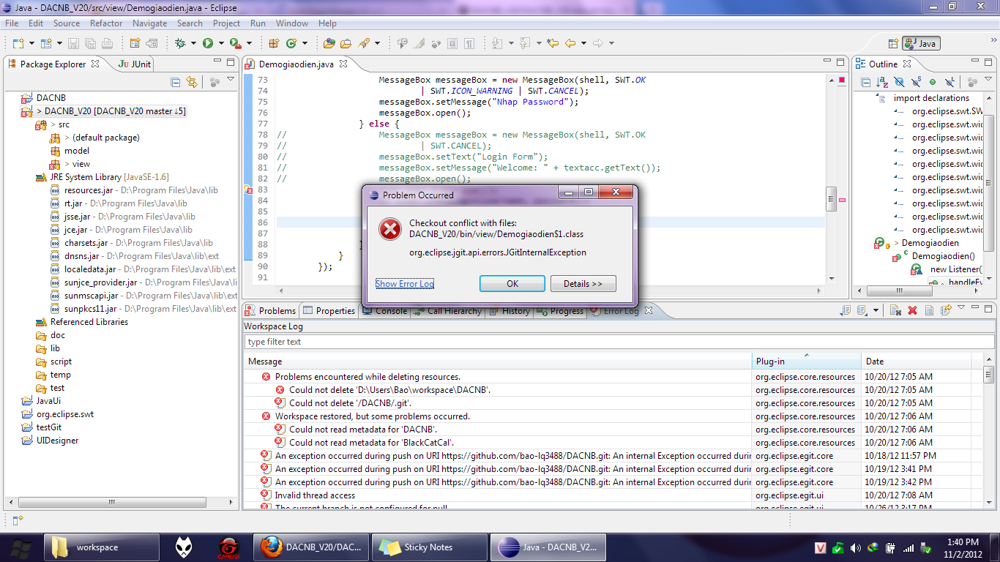 Java - DACNB_V20/src/view/Demogiaodien.java - Eclipse
File Edit Source Refactor Navigate Search Project Run Window Help
Java
Package Explorer JUnit
DACNB
> DACNB_V20 [DACNB_V20 master ↓5]
> src
> (default package)
model
> view
JRE System Library [JavaSE-1.6]
resources.jar - D:\Program Files\Java\lib
rt.jar - D:\Program Files\Java\lib
jsse.jar - D:\Program Files\Java\lib
jce.jar - D:\Program Files\Java\lib
charsets.jar - D:\Program Files\Java\lib
dnsns.jar - D:\Program Files\Java\lib\ext
localedata.jar - D:\Program Files\Java\lib\ex
sunjce_provider.jar - D:\Program Files\Java\
sunmscapi.jar - D:\Program Files\Java\lib\ext
sunpkcs11.jar - D:\Program Files\Java\lib\ext
Referenced Libraries
doc
lib
script
temp
test
JavaUi
org.eclipse.swt
testGit
UIDesigner
Demogiaodien.java
73 MessageBox messageBox = new MessageBox(shell, SWT.OK
74 | SWT.ICON_WARNING | SWT.CANCEL);
75 messageBox.setMessage("Nhap Password");
76 messageBox.open();
77 } else {
78 // MessageBox messageBox = new MessageBox(shell, SWT.OK
79 // | SWT.CANCEL);
80 // messageBox.setText("Login Form");
81 // messageBox.setMessage("Welcome: " + textacc.getText());
82 // messageBox.open();
83
84
85
86
87
88 }
89 }
90 });
91
Outline
import declarations
org.eclipse.swt.SW
org.eclipse.swt.wid
org.eclipse.swt.wid
org.eclipse.swt.wid
org.eclipse.swt.wid
org.eclipse.swt.wid
org.eclipse.swt.wid
org.eclipse.swt.wid
org.eclipse.swt.wid
org.eclipse.swt.wid
> Demogiaodien
Demogiaodien()
new Listener(
handleEv
Problem Occurred
Checkout conflict with files:
DACNB_V20/bin/view/Demogiaodien$1.class
org.eclipse.jgit.api.errors.JGitInternalException
Show Error Log OK Details >>
Problems Properties Console Call Hierarchy History Progress Error Log
Workspace Log
type filter text
Message Plug-in Date
Problems encountered while deleting resources. org.eclipse.core.resources 10/20/12 7:05 AM
Could not delete 'D:\Users\Bao\workspace\DACNB'. org.eclipse.core.resources 10/20/12 7:05 AM
Could not delete '/DACNB/.git'. org.eclipse.core.resources 10/20/12 7:05 AM
Workspace restored, but some problems occurred. org.eclipse.core.resources 10/20/12 7:06 AM
Could not read metadata for 'DACNB'. org.eclipse.core.resources 10/20/12 7:06 AM
Could not read metadata for 'BlackCatCal'. org.eclipse.core.resources 10/20/12 7:06 AM
An exception occurred during push on URI https://github.com/bao-lq3488/DACNB.git: An internal Exception occurred durin org.eclipse.egit.core 10/18/12 11:57 PM
An exception occurred during push on URI https://github.com/bao-lq3488/DACNB.git: An internal Exception occurred durin org.eclipse.egit.core 10/19/12 3:41 PM
An exception occurred during push on URI https://github.com/bao-lq3488/DACNB.git: An internal Exception occurred durin org.eclipse.egit.core 10/19/12 3:42 PM
Invalid thread access org.eclipse.egit.ui 10/20/12 7:08 AM
The current branch is not configured for pull org.eclipse.egit.ui 10/26/12 3:17 PM
workspace GARENA DACNB_V20/DAC... Sticky Notes Java - DACNB_V2...
1:40 PM
11/2/2012